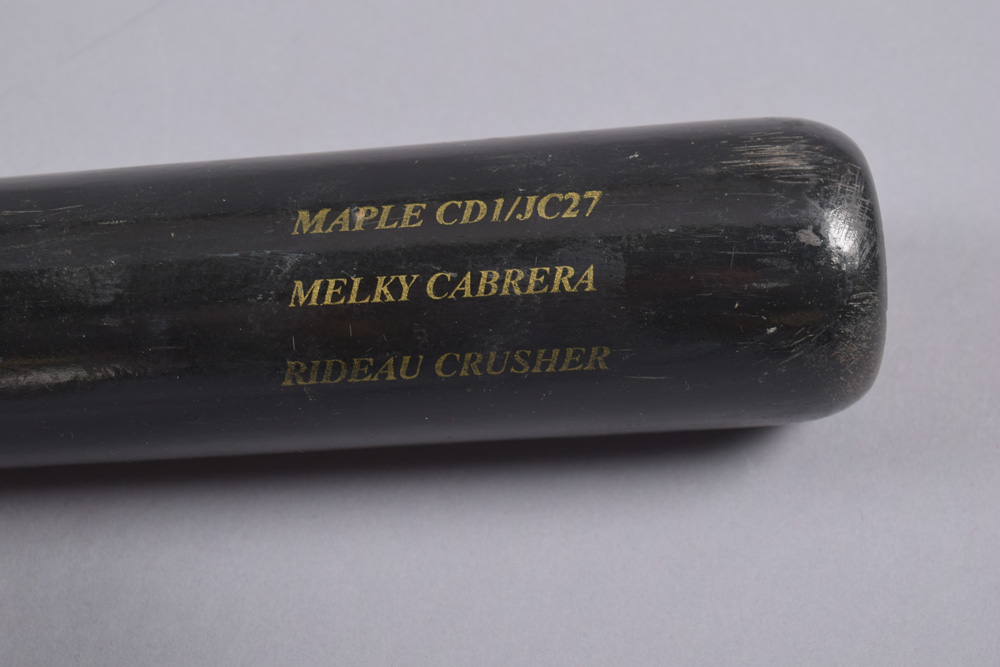 MAPLE CD1/JC27
MELKY CABRERA
RIDEAU CRUSHER